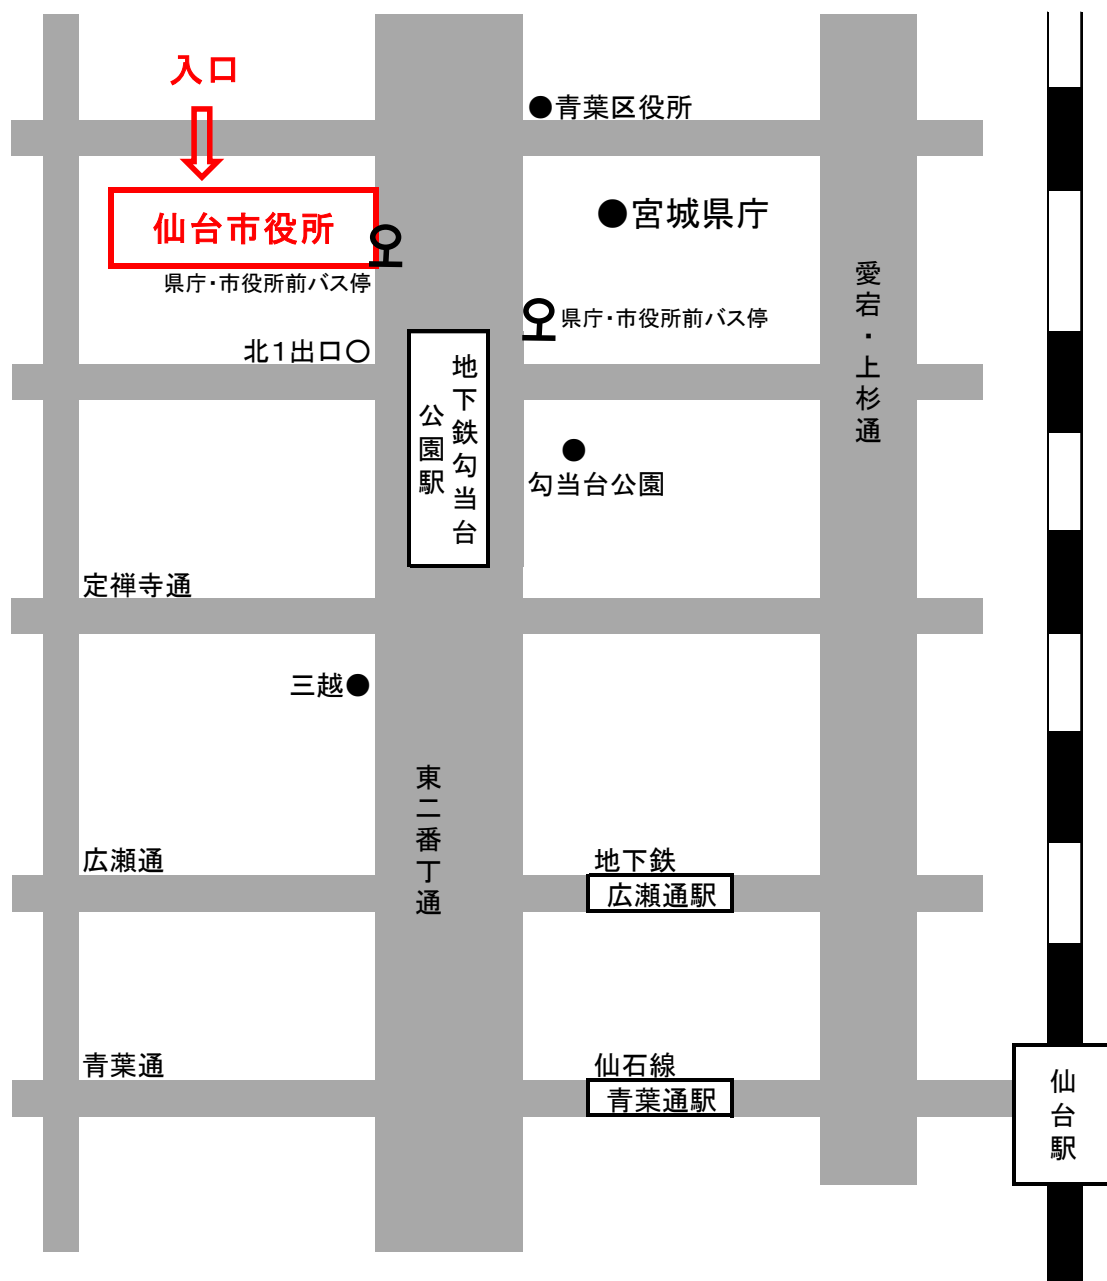 入口
●青葉区役所
仙台市役所
●宮城県庁
県庁・市役所前バス停
県庁・市役所前バス停
愛宕・上杉通
北1出口○
地下鉄勾当台
公園駅
●
勾当台公園
定禅寺通
三越●
東二番丁通
広瀬通
地下鉄
広瀬通駅
青葉通
仙石線
青葉通駅
仙台駅